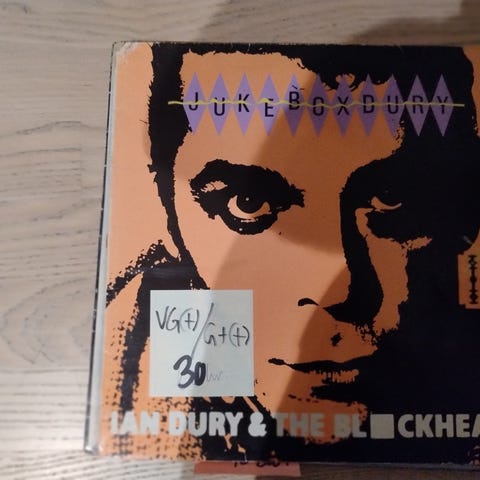 JUKEBOXDURY
VG(+)/G+(+)
30
IAN DURY & THE BL■CKHEA